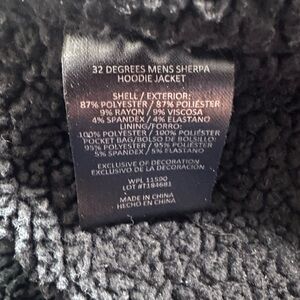 32 DEGREES MENS SHERPA
HOODIE JACKET
SHELL / EXTERIOR:
87% POLYESTER / 87% POLIÉSTER
9% RAYON / 9% VISCOSA
4% SPANDEX / 4% ELASTANO
LINING/FORRO:
100% POLYESTER / 100% POLIÉSTER
POCKET BAG/BOLSO DE BOLSILLO:
95% POLYESTER / 95% POLIÉSTER
5% SPANDEX / 5% ELASTANO
EXCLUSIVE OF DECORATION
EXCLUSIVO DE DECORACIÓN
WPL 11590
LOT #T184681
MADE IN CHINA
HECHO EN CHINA